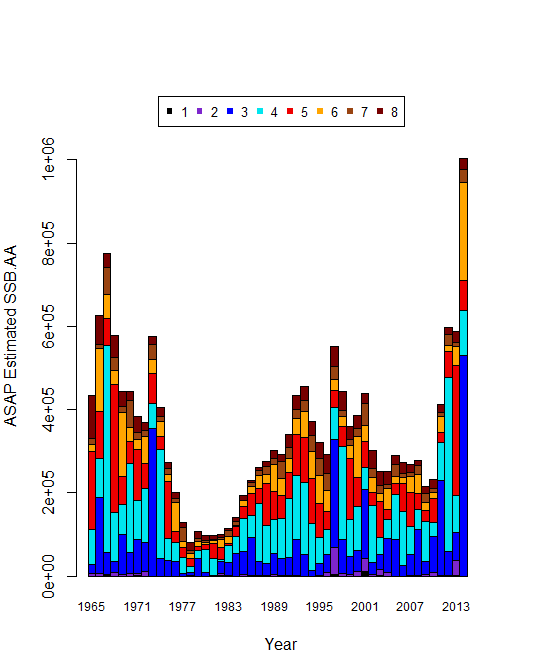 1 2 3 4 5 6 7 8
ASAP Estimated SSB.AA
1e+06
8e+05
6e+05
4e+05
2e+05
0e+00
1965 1971 1977 1983 1989 1995 2001 2007 2013
Year